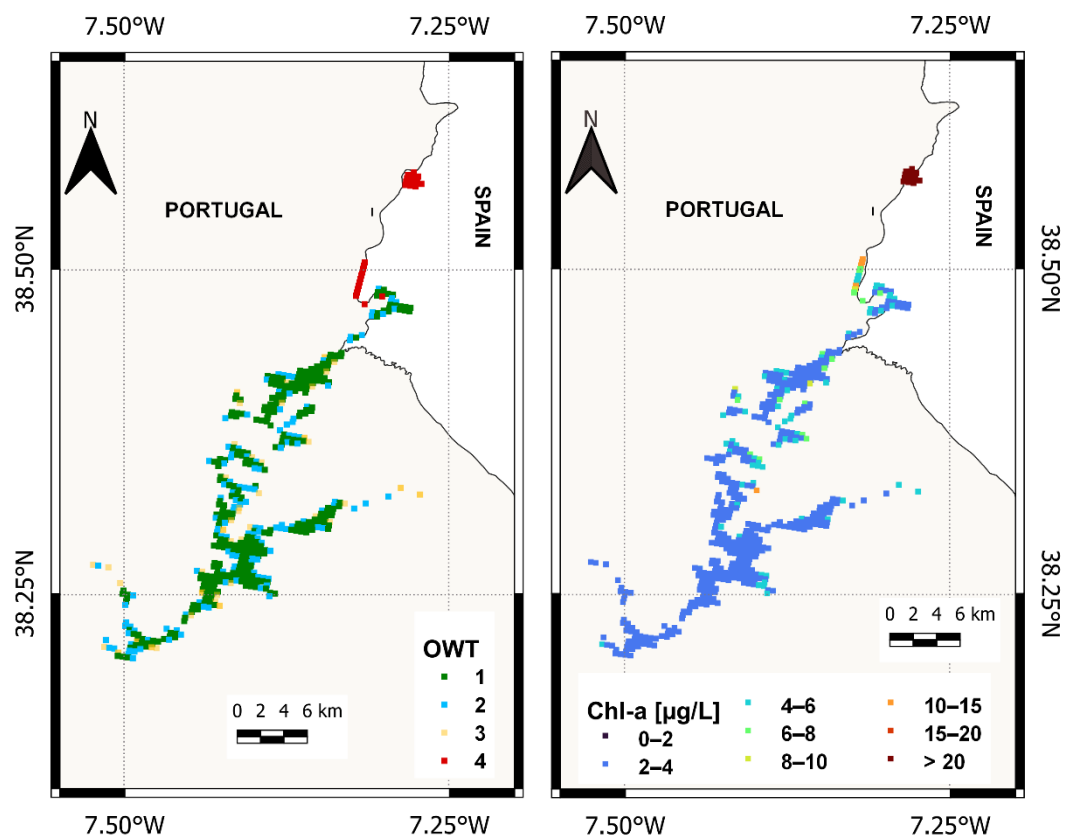 7.50°W 7.25°W 7.50°W 7.25°W
N N
PORTUGAL SPAIN PORTUGAL SPAIN
38.50°N 38.50°N
38.25°N 38.25°N
OWT
1
2
3
4
0 2 4 6 km
0 2 4 6 km
Chl-a [µg/L]
0–2
2–4
4–6
6–8
8–10
10–15
15–20
> 20
7.50°W 7.25°W 7.50°W 7.25°W